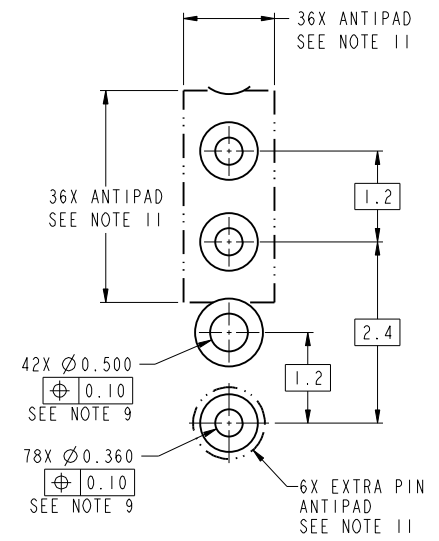 36X ANTIPAD
SEE NOTE 11
36X ANTIPAD
SEE NOTE 11
1.2
2.4
1.2
42X Ø0.500
⌖ 0.10
SEE NOTE 9
78X Ø0.360
⌖ 0.10
SEE NOTE 9
6X EXTRA PIN
ANTIPAD
SEE NOTE 11